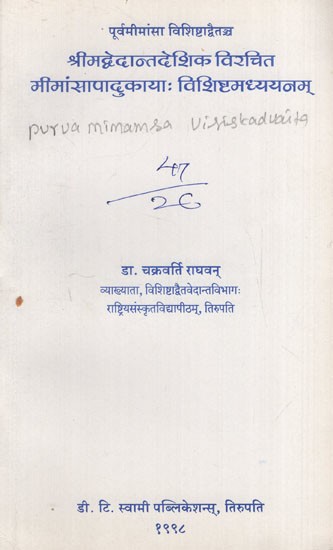 पूर्वमीमांसा विशिष्टाद्वैतञ्च
श्रीमद्वेदान्तदेशिक विरचित
मीमांसापादुकायाः विशिष्टमध्ययनम्
purva mimamsa visiskadvaita
47
26
डा. चक्रवर्ति राघवन्
व्याख्याता, विशिष्टाद्वैतवेदान्तविभागः
राष्ट्रियसंस्कृतविद्यापीठम्, तिरुपति
डी. टि. स्वामी पब्लिकेशन्स्, तिरुपति
१९९८